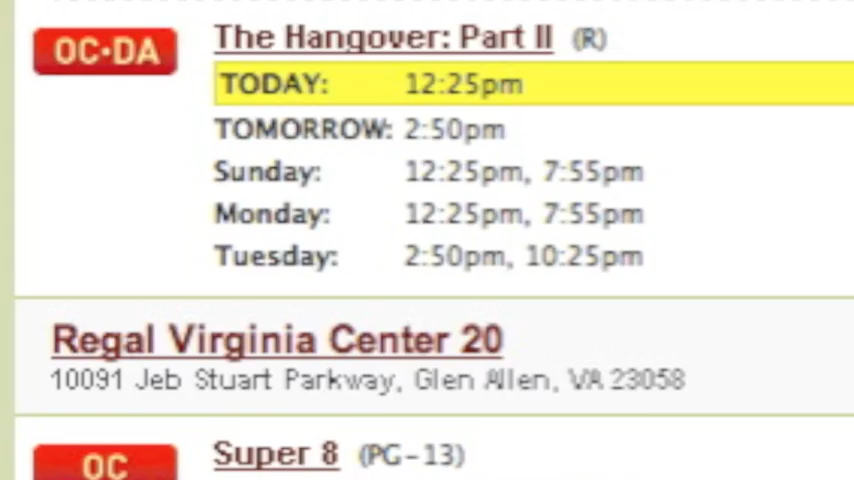 OC•DA The Hangover: Part II (R)
TODAY: 12:25pm
TOMORROW: 2:50pm
Sunday: 12:25pm, 7:55pm
Monday: 12:25pm, 7:55pm
Tuesday: 2:50pm, 10:25pm
Regal Virginia Center 20
10091 Jeb Stuart Parkway, Glen Allen, VA 23058
OC Super 8 (PG-13)